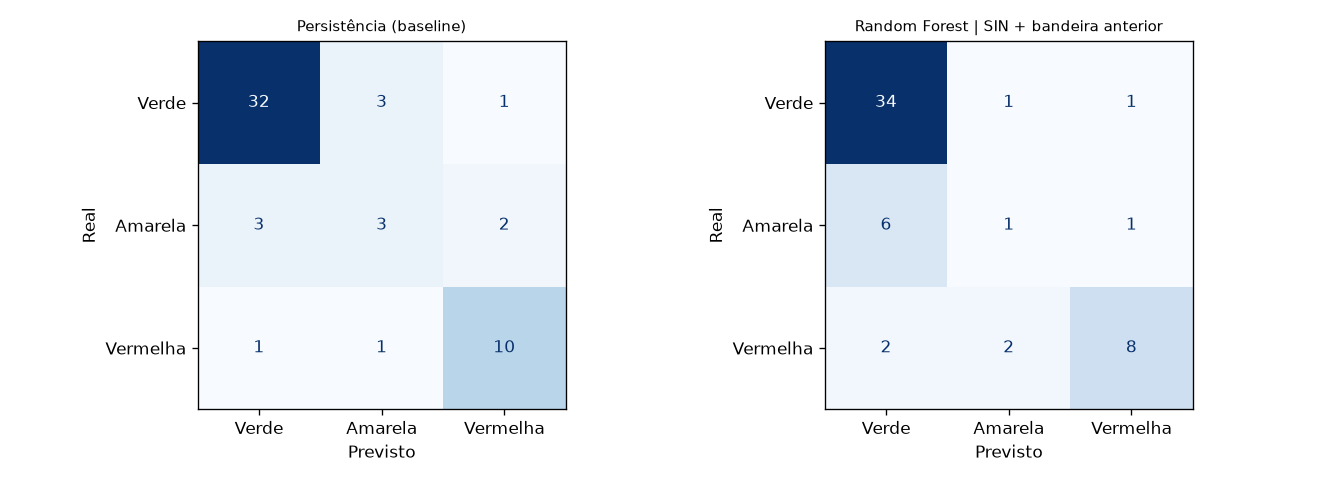 Persistência (baseline)
Real
Verde 32 3 1
Amarela 3 3 2
Vermelha 1 1 10
Verde Amarela Vermelha
Previsto
Random Forest | SIN + bandeira anterior
Real
Verde 34 1 1
Amarela 6 1 1
Vermelha 2 2 8
Verde Amarela Vermelha
Previsto